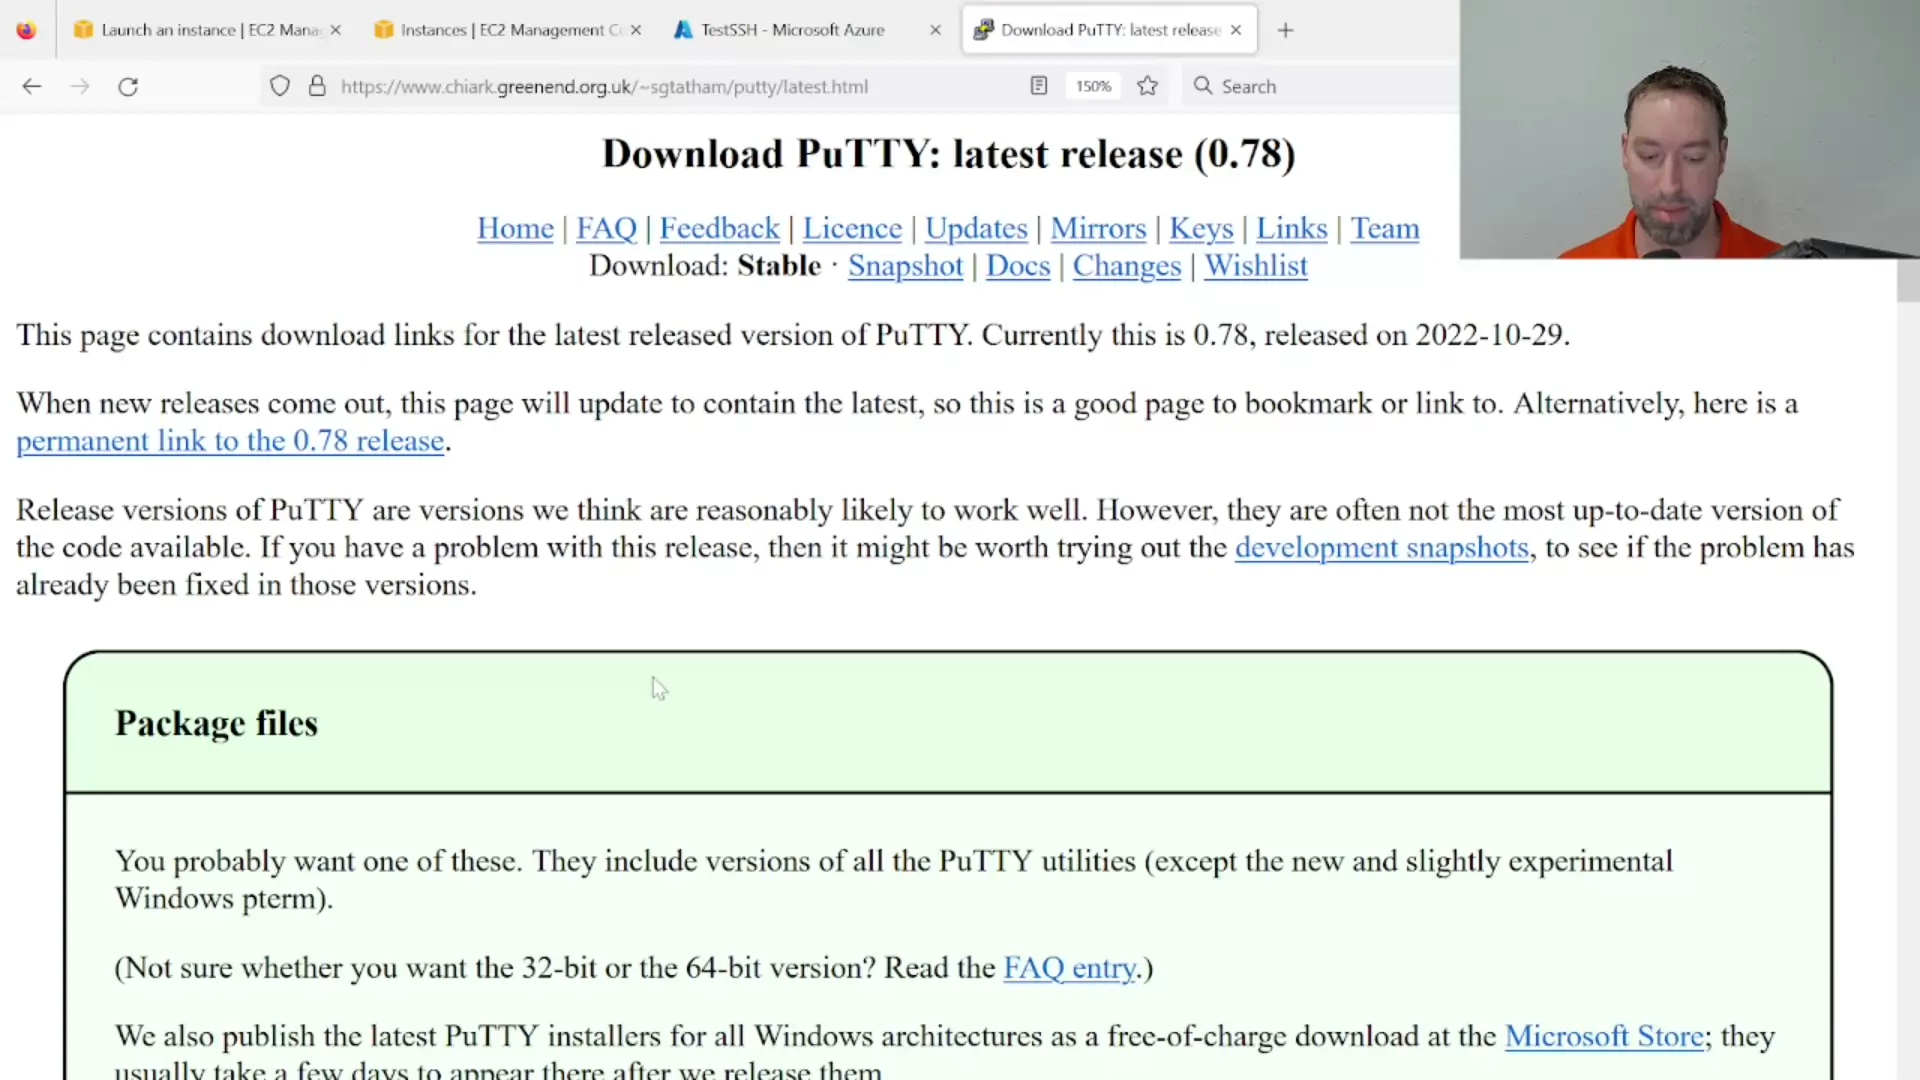 Launch an instance | EC2 Mana
Instances | EC2 Management Co
TestSSH - Microsoft Azure
Download PuTTY: latest release
https://www.chiark.greenend.org.uk/~sgtatham/putty/latest.html
150%
Search
Download PuTTY: latest release (0.78)
Home | FAQ | Feedback | Licence | Updates | Mirrors | Keys | Links | Team
Download: Stable · Snapshot | Docs | Changes | Wishlist
This page contains download links for the latest released version of PuTTY. Currently this is 0.78, released on 2022-10-29.
When new releases come out, this page will update to contain the latest, so this is a good page to bookmark or link to. Alternatively, here is a
permanent link to the 0.78 release.
Release versions of PuTTY are versions we think are reasonably likely to work well. However, they are often not the most up-to-date version of
the code available. If you have a problem with this release, then it might be worth trying out the development snapshots, to see if the problem has
already been fixed in those versions.
Package files
You probably want one of these. They include versions of all the PuTTY utilities (except the new and slightly experimental
Windows pterm).
(Not sure whether you want the 32-bit or the 64-bit version? Read the FAQ entry.)
We also publish the latest PuTTY installers for all Windows architectures as a free-of-charge download at the Microsoft Store; they
usually take a few days to appear there after we release them